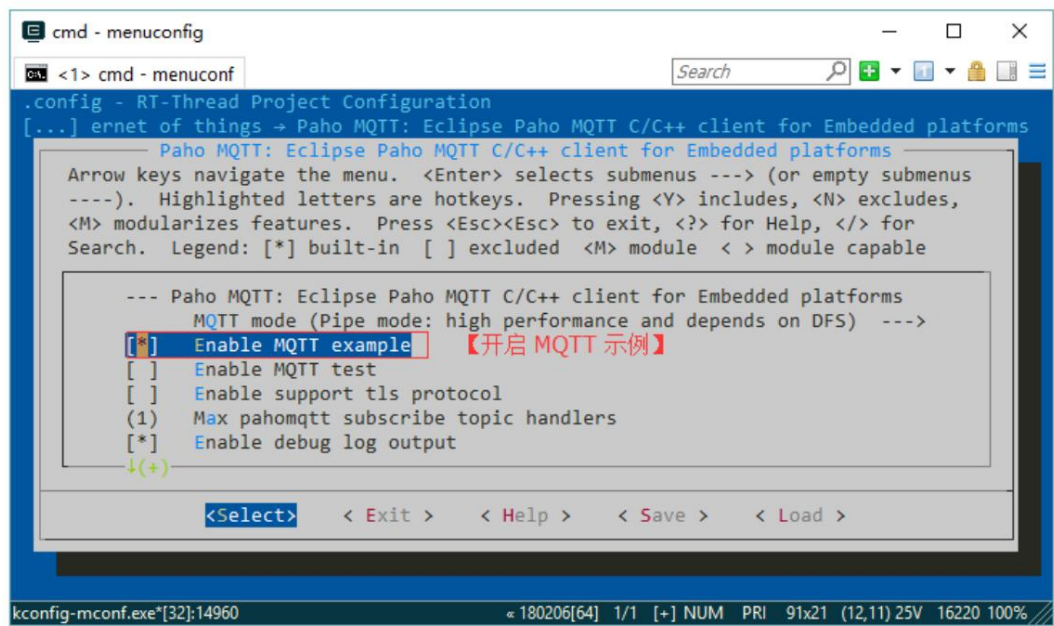 cmd - menuconfig
<1> cmd - menuconf
Search
.config - RT-Thread Project Configuration
[...] ernet of things → Paho MQTT: Eclipse Paho MQTT C/C++ client for Embedded platforms
Paho MQTT: Eclipse Paho MQTT C/C++ client for Embedded platforms
Arrow keys navigate the menu. <Enter> selects submenus ---> (or empty submenus
----). Highlighted letters are hotkeys. Pressing <Y> includes, <N> excludes,
<M> modularizes features. Press <Esc><Esc> to exit, <?> for Help, </> for
Search. Legend: [*] built-in [ ] excluded <M> module < > module capable
--- Paho MQTT: Eclipse Paho MQTT C/C++ client for Embedded platforms
MQTT mode (Pipe mode: high performance and depends on DFS) --->
[*] Enable MQTT example 【开启 MQTT 示例】
[ ] Enable MQTT test
[ ] Enable support tls protocol
(1) Max pahomqtt subscribe topic handlers
[*] Enable debug log output
↓(+)
<Select> < Exit > < Help > < Save > < Load >
kconfig-mconf.exe*[32]:14960 « 180206[64] 1/1 [+] NUM PRI 91x21 (12,11) 25V 16220 100%